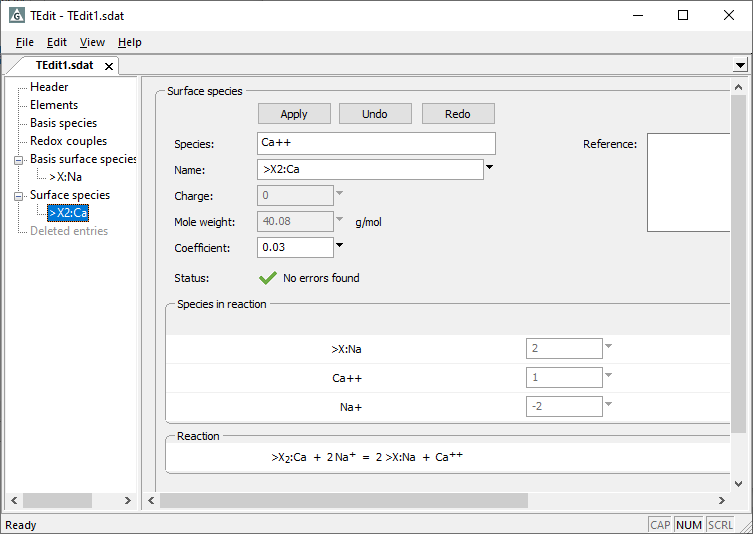 TEdit - TEdit1.sdat
File Edit View Help
TEdit1.sdat
Header
Elements
Basis species
Redox couples
Basis surface species
>X:Na
Surface species
>X2:Ca
Deleted entries
Surface species
Apply Undo Redo
Species: Ca++ Reference:
Name: >X2:Ca
Charge: 0
Mole weight: 40.08 g/mol
Coefficient: 0.03
Status: No errors found
Species in reaction
>X:Na 2
Ca++ 1
Na+ -2
Reaction
>X₂:Ca + 2 Na⁺ = 2 >X:Na + Ca⁺⁺
Ready CAP NUM SCRL